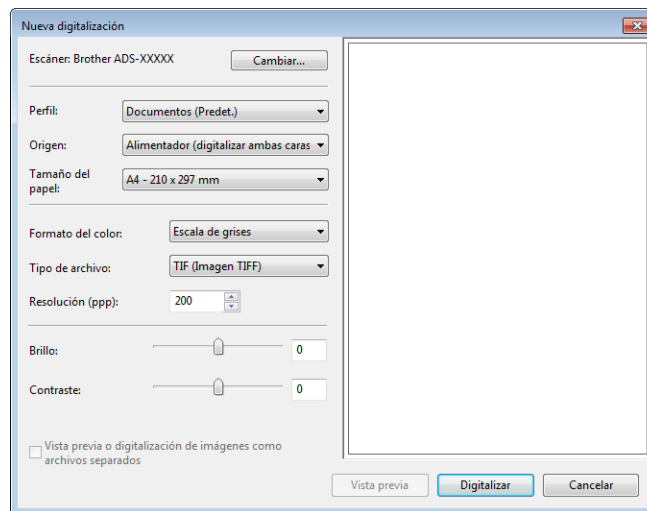 Nueva digitalización
Escáner: Brother ADS-XXXXX
Cambiar...
Perfil:
Documentos (Predet.)
Origen:
Alimentador (digitalizar ambas caras
Tamaño del
papel:
A4 - 210 x 297 mm
Formato del color:
Escala de grises
Tipo de archivo:
TIF (Imagen TIFF)
Resolución (ppp):
200
Brillo:
0
Contraste:
0
Vista previa o digitalización de imágenes como
archivos separados
Vista previa
Digitalizar
Cancelar